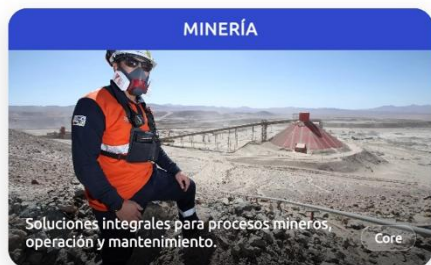 MINERÍA
Soluciones integrales para procesos mineros,
operación y mantenimiento.
Core